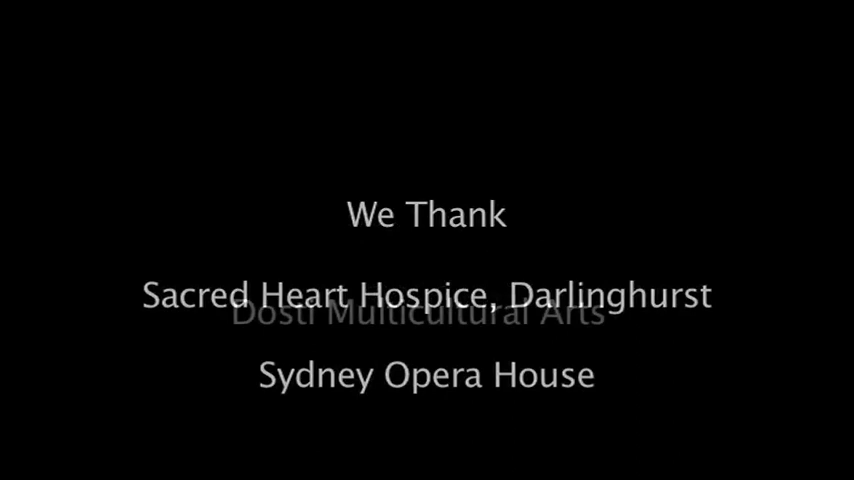 We Thank
Sacred Heart Hospice, Darlinghurst
Dosti Multicultural Arts
Sydney Opera House